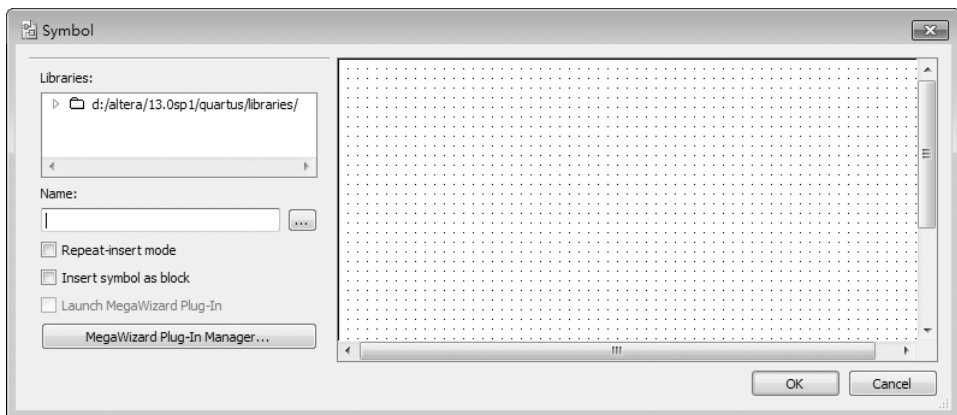 Symbol
Libraries:
d:/altera/13.0sp1/quartus/libraries/
Name:
...
Repeat-insert mode
Insert symbol as block
Launch MegaWizard Plug-In
MegaWizard Plug-In Manager...
OK
Cancel